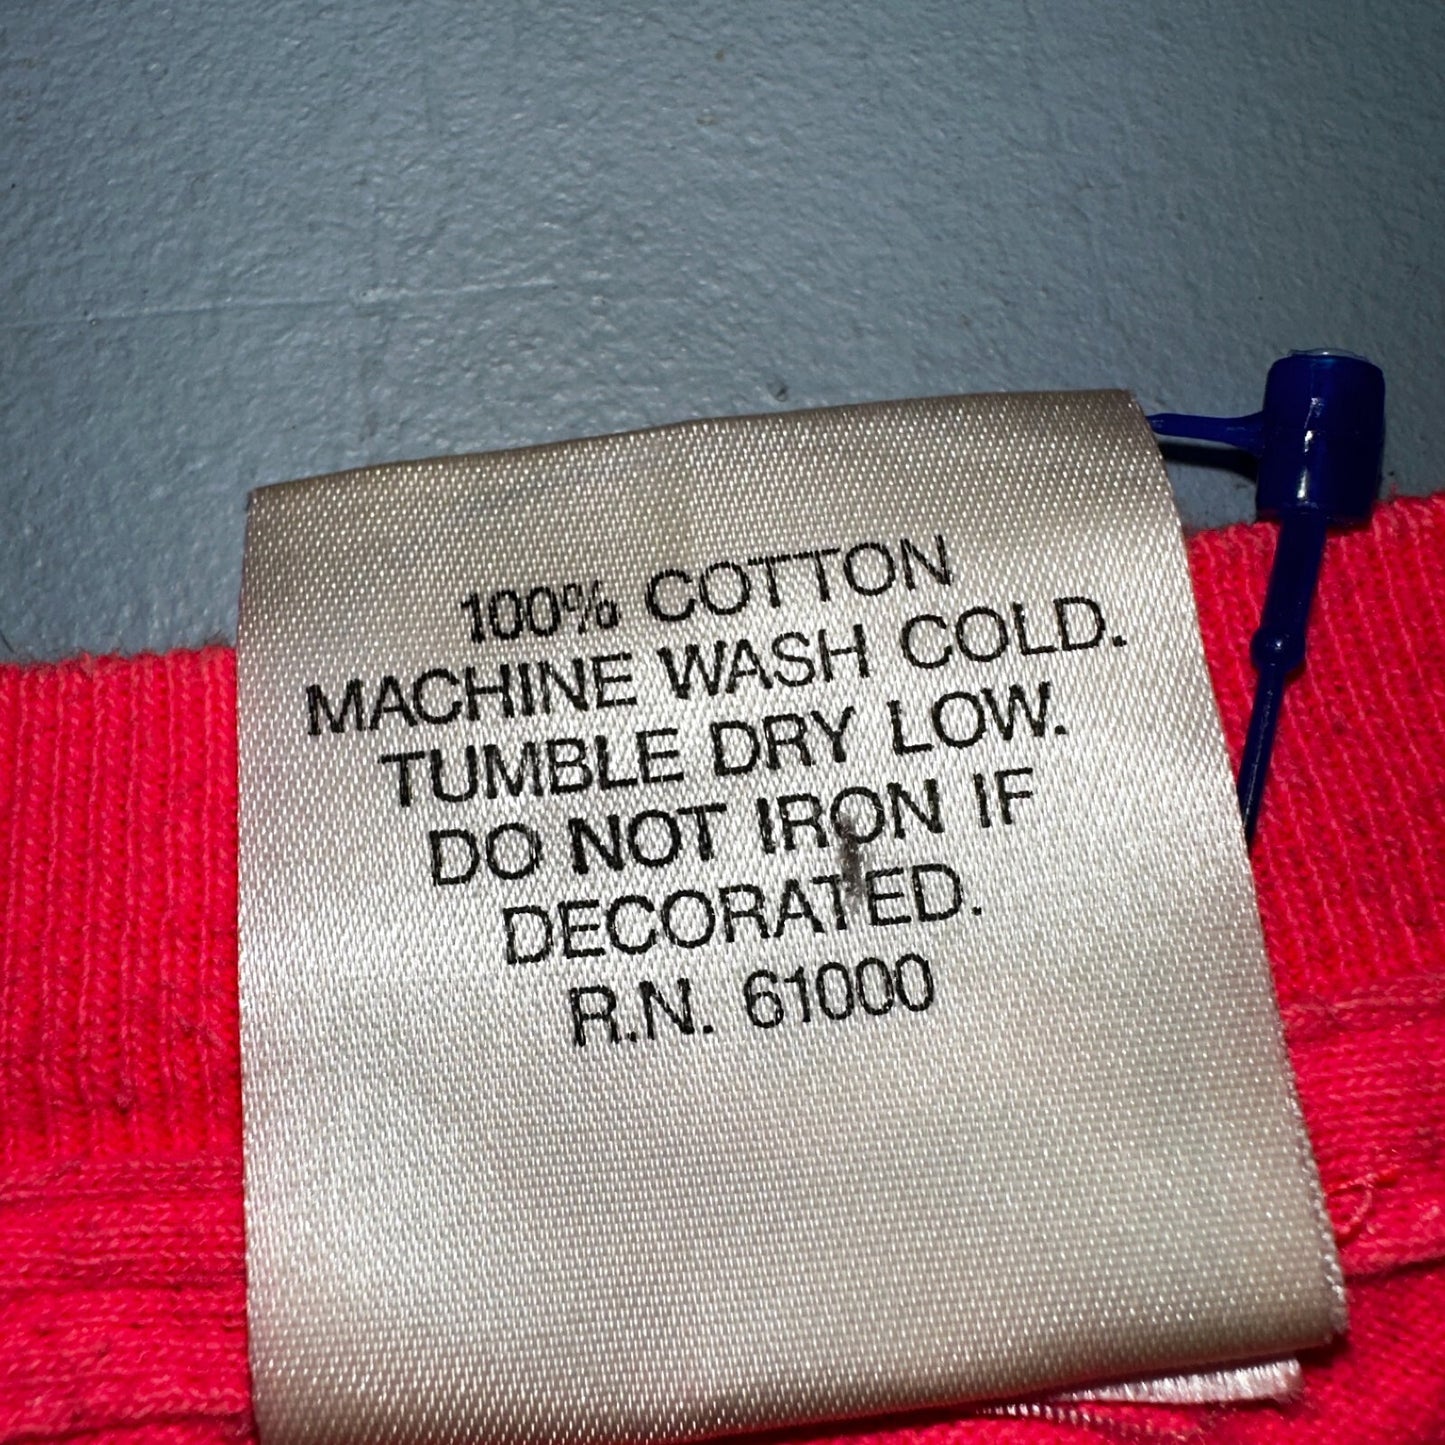 100% COTTON
MACHINE WASH COLD.
TUMBLE DRY LOW.
DO NOT IRON IF
DECORATED.
R.N. 61000